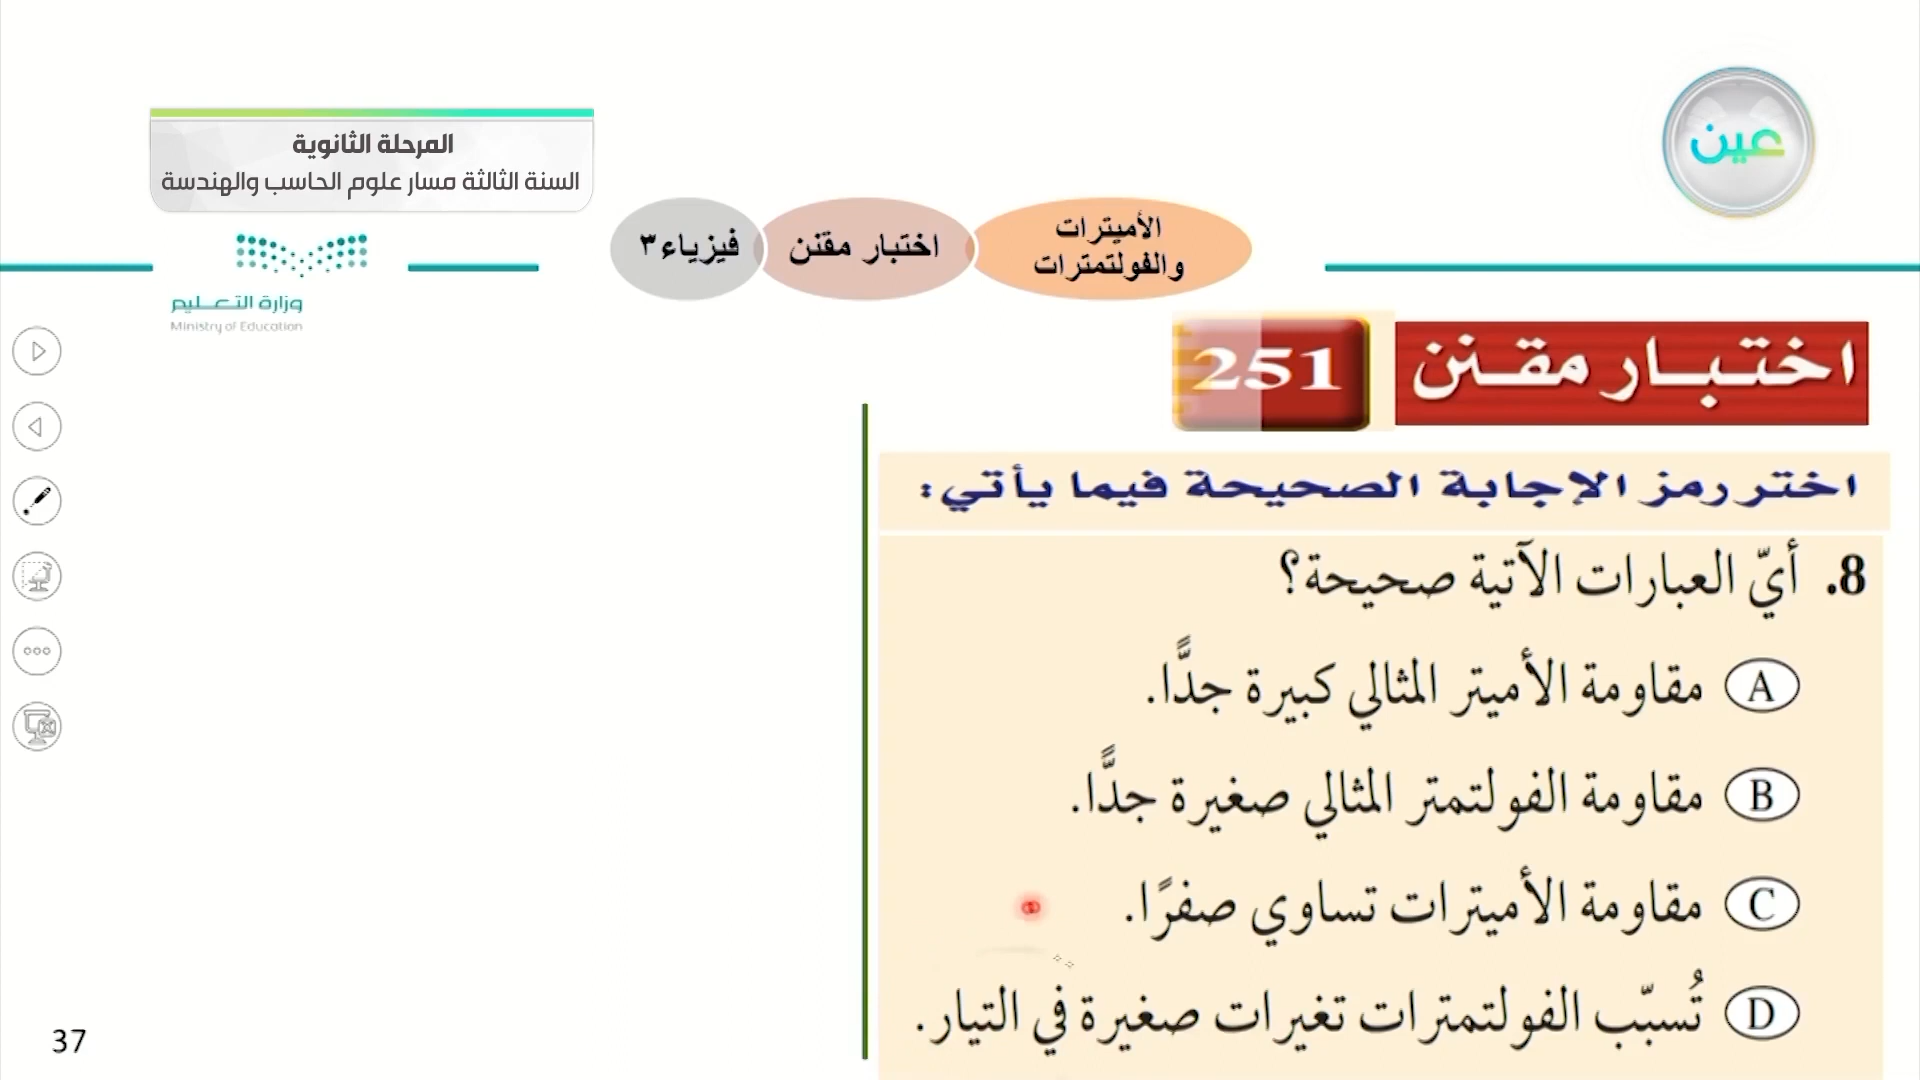 عين
المرحلة الثانوية
السنة الثالثة مسار علوم الحاسب والهندسة
الأميترات
والفولتمترات
اختبار مقنن
فيزياء٣
وزارة التعليم
Ministry of Education
اختبار مقنن
251
اختر رمز الإجابة الصحيحة فيما يأتي:
8. أيّ العبارات الآتية صحيحة؟
A مقاومة الأميتر المثالي كبيرة جدًّا.
B مقاومة الفولتمتر المثالي صغيرة جدًّا.
C مقاومة الأميترات تساوي صفرًا.
D تُسبّب الفولتمترات تغيرات صغيرة في التيار.
37